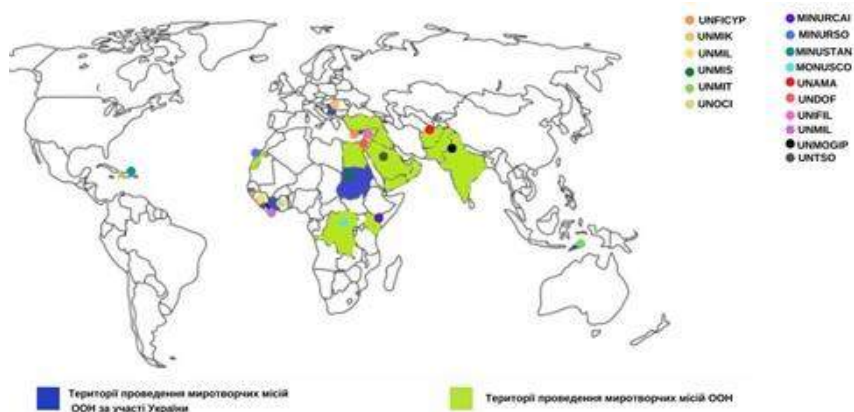 UNFICYP
UNMIK
UNMIL
UNMIS
UNMIT
UNOCI
MINURCAI
MINURSO
MINUSTAN
MONUSCO
UNAMA
UNDOF
UNIFIL
UNMIL
UNMOGIP
UNTSO
Території проведення миротворчих місій
ООН за участі України
Території проведення миротворчих місій ООН